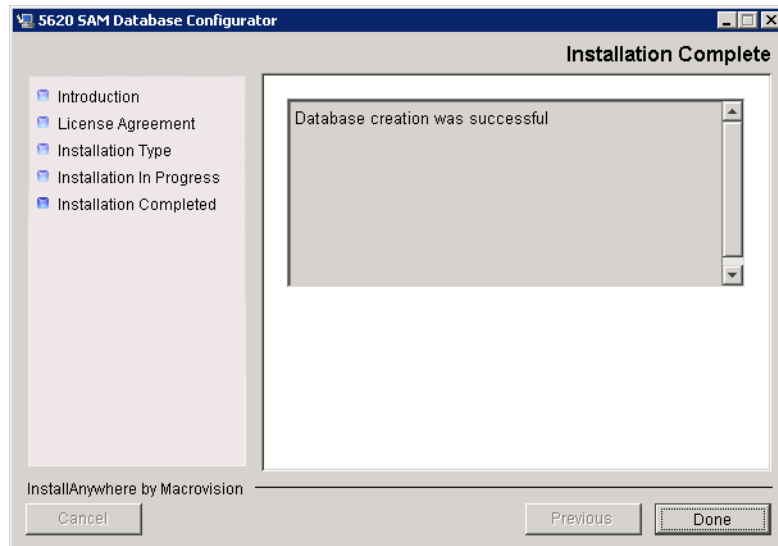 5620 SAM Database Configurator
Installation Complete
Introduction
License Agreement
Installation Type
Installation In Progress
Installation Completed
Database creation was successful
InstallAnywhere by Macrovision
Cancel
Previous
Done